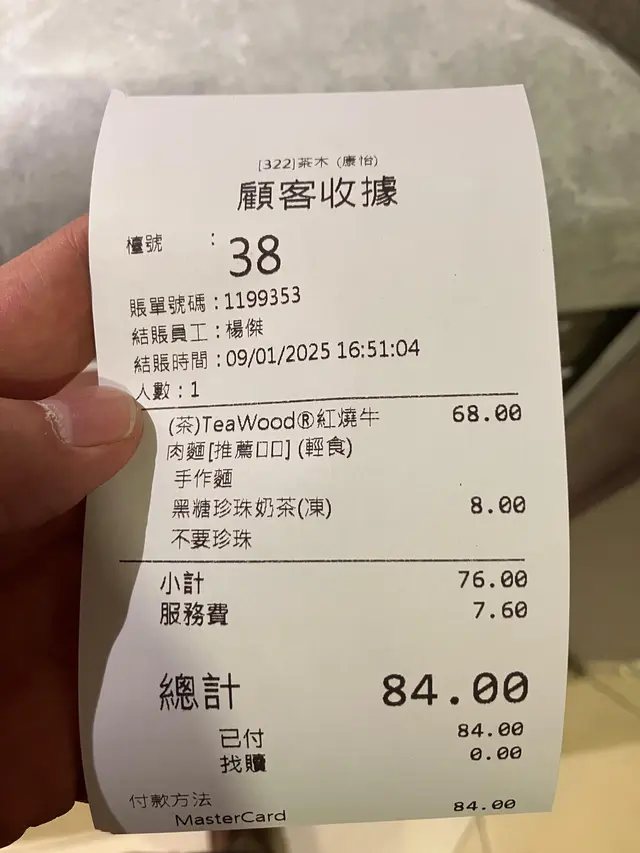 [322]茶木 (康怡)
顧客收據
檯號 : 38
賬單號碼 : 1199353
結賬員工 : 楊傑
結賬時間 : 09/01/2025 16:51:04
人數 : 1
(茶)TeaWood®紅燒牛 68.00
肉麵[推薦□□] (輕食)
手作麵
黑糖珍珠奶茶(凍) 8.00
不要珍珠
小計 76.00
服務費 7.60
總計 84.00
已付 84.00
找贖 0.00
付款方法
MasterCard 84.00